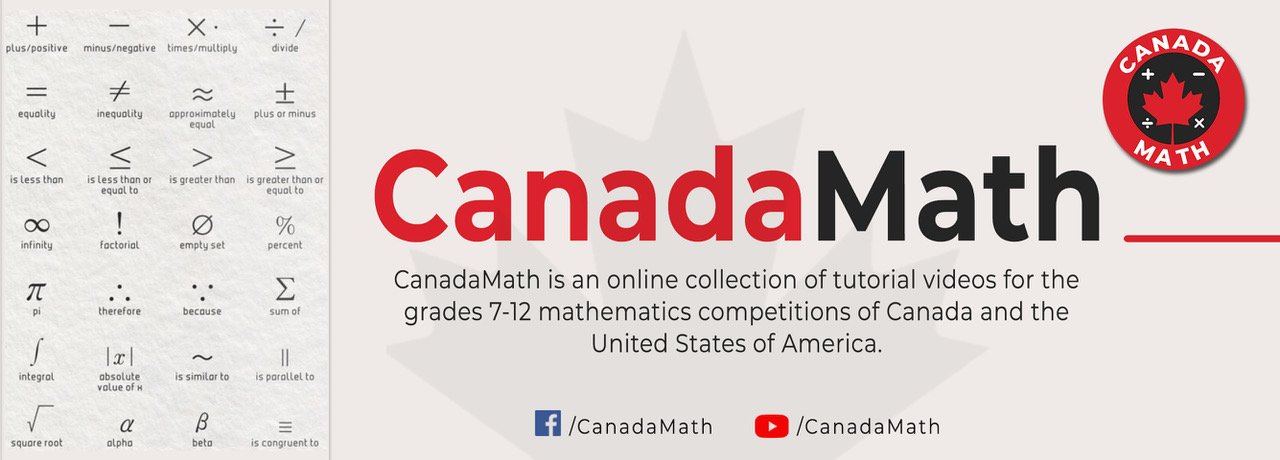 + − × · ÷ /
plus/positive minus/negative times/multiply divide
= ≠ ≈ ±
equality inequality approximately equal plus or minus
< ≤ > ≥
is less than is less than or equal to is greater than is greater than or equal to
∞ ! ∅ %
infinity factorial empty set percent
π ∴ ∵ Σ
pi therefore because sum of
∫ |x| ~ ||
integral absolute value of x is similar to is parallel to
√ α β ≡
square root alpha beta is congruent to
CANADA
+ −
÷ ×
MATH
CanadaMath
CanadaMath is an online collection of tutorial videos for the
grades 7-12 mathematics competitions of Canada and the
United States of America.
/CanadaMath /CanadaMath